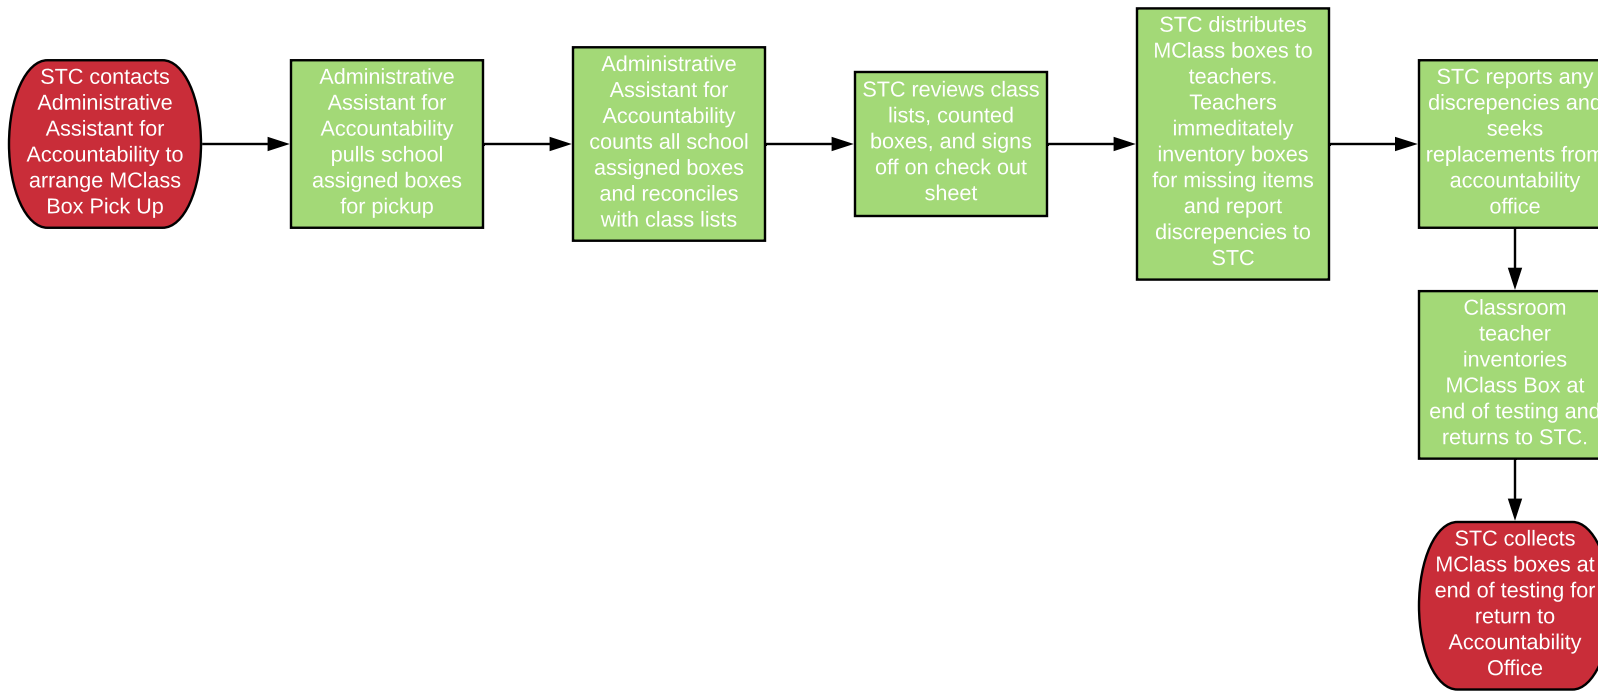 STC contacts
Administrative
Assistant for
Accountability to
arrange MClass
Box Pick Up
Administrative
Assistant for
Accountability
pulls school
assigned boxes
for pickup
Administrative
Assistant for
Accountability
counts all school
assigned boxes
and reconciles
with class lists
STC reviews class
lists, counted
boxes, and signs
off on check out
sheet
STC distributes
MClass boxes to
teachers.
Teachers
immeditately
inventory boxes
for missing items
and report
discrepencies to
STC
STC reports any
discrepencies and
seeks
replacements from
accountability
office
Classroom
teacher
inventories
MClass Box at
end of testing and
returns to STC.
STC collects
MClass boxes at
end of testing for
return to
Accountability
Office